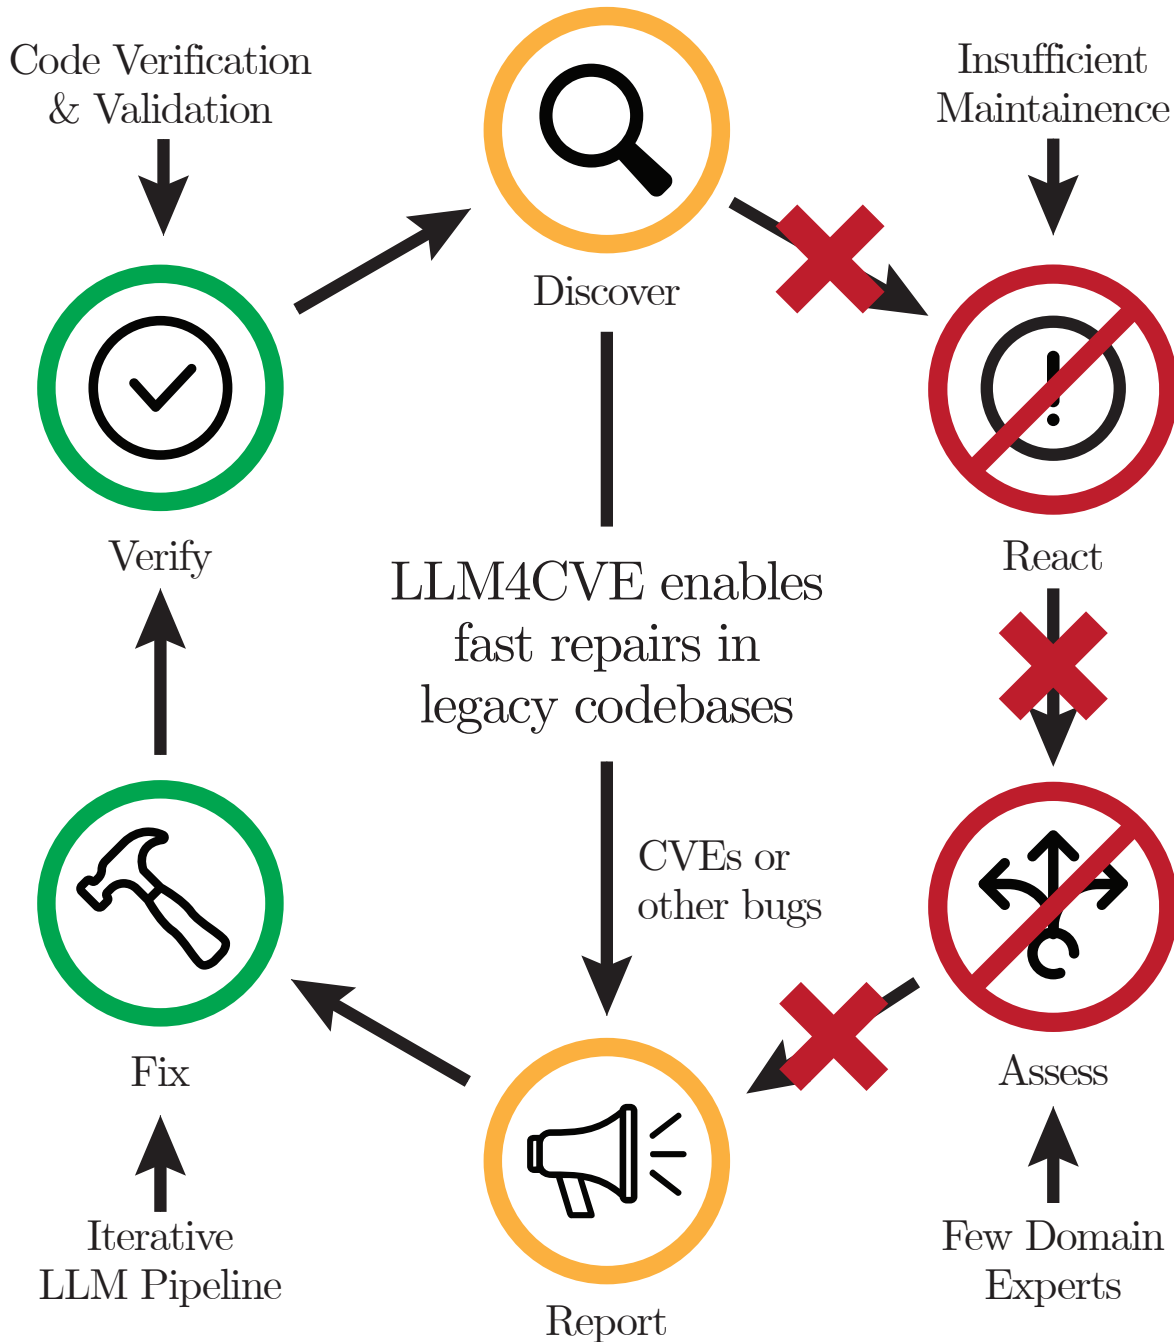 Code Verification
& Validation
Insufficient
Maintainence
Discover
Verify
React
LLM4CVE enables
fast repairs in
legacy codebases
CVEs or
other bugs
Fix
Assess
Iterative
LLM Pipeline
Few Domain
Experts
Report